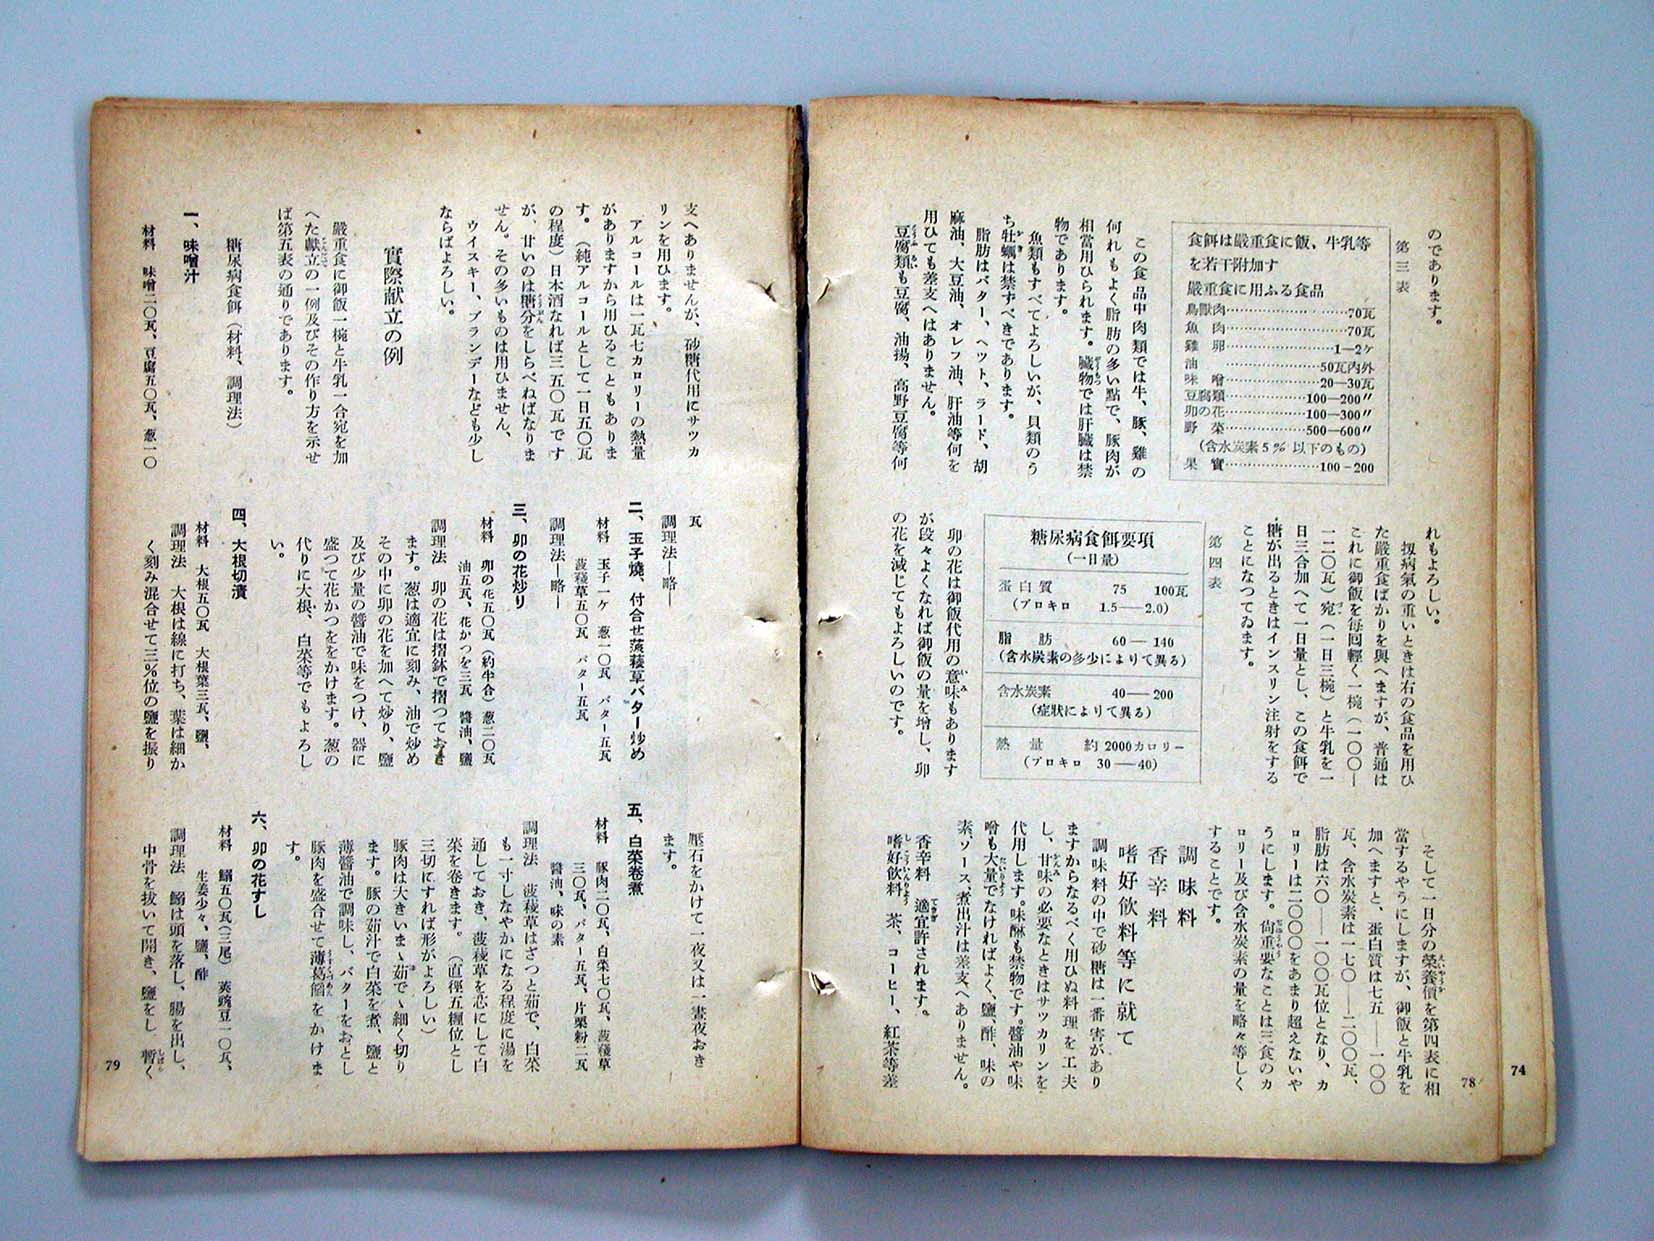 のであります。
第三表
食餌は嚴重食に飯、牛乳等
を若干附加す
嚴重食に用ふる食品
鳥獸肉……………70瓦
魚肉……………70瓦
雞卵……………1―2ケ
油……………50瓦内外
味噌……………20―30瓦
豆腐類……………100―200〃
卯の花……………100―300〃
野菜……………500―600〃
(含水炭素5%以下のもの)
果實……………100-200
この食品中肉類では牛、豚、雞の
何れもよく脂肪の多い點で、豚肉が
相當用ひられます。臟物では肝臟は禁
物であります。
魚類もすべてよろしいが、貝類のう
ち牡蠣は禁ずべきであります。
脂肪はバター、ヘツト、ラード、胡
麻油、大豆油、オレフ油、肝油等何を
用ひても差支へはありません。
豆腐類も豆腐、油揚、高野豆腐等何
れもよろしい。
扨病氣の重いときは右の食品を用ひ
た嚴重食ばかりを與へますが、普通は
これに御飯を每回輕く一椀(一〇〇―
一二〇瓦)宛(一日三椀)と牛乳を一
日三合加へて一日量とし、この食餌で
糖が出るときはインスリン注射をする
ことになつてゐます。
第四表
糖尿病食餌要項
(一日量)
蛋白質 75 100瓦
(プロキロ 1.5―2.0)
脂肪 60―140
(含水炭素の多少によりて異る)
含水炭素 40―200
(症狀によりて異る)
熱量 約2000カロリー
(プロキロ 30―40)
卯の花は御飯代用の意味もあります
が段々よくなれば御飯の量を增し、卯
の花を減じてもよろしいのです。
そして一日分の榮養價を第四表に相
當するやうにしますが、御飯と牛乳を
加へますと、蛋白質は七五―一〇〇
瓦、含水炭素は一七〇―二〇〇瓦、
脂肪は六〇―一〇〇瓦位となり、カ
ロリーは二〇〇〇をあまり超えないや
うにします。尙重要なことは三食のカ
ロリー及び含水炭素の量を略々等しく
することです。
調味料
香辛料
嗜好飮料等に就て
調味料の中で砂糖は一番害があり
ますからなるべく用ひぬ料理を工夫
し、甘味の必要なときはサツカリンを
代用します。味醂も禁物です。醬油や味
噌も大量でなければよく、鹽、酢、味の
素、ソース、煮出汁は差支へありません。
香辛料 適宜許されます。
嗜好飮料 茶、コーヒー、紅茶等差
78
74
支へありませんが、砂糖代用にサツカ
リンを用ひます。
アルコールは一瓦七カロリーの熱量
がありますから用ひることもありま
す。(純アルコールとして一日五〇瓦
の程度)日本酒なれば三五〇瓦です
が、甘いのは糖分をしらべねばなりま
せん。その多いものは用ひません、
ウイスキー、ブランデーなども少し
ならばよろしい。
實際献立の例
嚴重食に御飯一椀と牛乳一合宛を加
へた獻立の一例及びその作り方を示せ
ば第五表の通りであります。
糖尿病食餌(材料、調理法)
一、味噌汁
材料 味噌二〇瓦、豆腐五〇瓦、葱一〇
瓦
調理法―略―
二、玉子燒、付合せ菠薐草バター炒め
材料 玉子一ケ 葱一〇瓦 バター五瓦
菠薐草五〇瓦 バター五瓦
調理法―略―
三、卯の花炒り
材料 卯の花五〇瓦(約半合)葱二〇瓦
油五瓦、花かつを三瓦 醬油、鹽
調理法 卯の花は摺鉢で摺つておき
ます。葱は適宜に刻み、油で炒め
その中に卯の花を加へて炒り、鹽
及び少量の醬油で味をつけ、器に
盛つて花かつををかけます。葱の
代りに大根、白菜等でもよろし
い。
四、大根切漬
材料 大根五〇瓦 大根葉三瓦、鹽、
調理法 大根は線に打ち、葉は細か
く刻み混合せて三%位の鹽を振り
壓石をかけて一夜又は一晝夜おき
ます。
五、白菜卷煮
材料 豚肉二〇瓦、白菜七〇瓦、菠薐草
三〇瓦、バター五瓦、片栗粉二瓦
醬油、味の素
調理法 菠薐草はざつと茹で、白菜
も一寸しなやかになる程度に湯を
通しておき、菠薐草を芯にして白
菜を卷きます。(直徑五糎位とし
三切にすれば形がよろしい)
豚肉は大きいまゝ茹でゝ細く切り
ます。豚の茹汁で白菜を煮、鹽と
薄醬油で調味し、バターをおとし
豚肉を盛合せて薄葛餡をかけま
す。
六、卯の花すし
材料 鰯五〇瓦(三尾) 莢豌豆一〇瓦、
生姜少々、鹽、酢
調理法 鰯は頭を落し、腸を出し、
中骨を拔いて開き、鹽をし、暫く
79